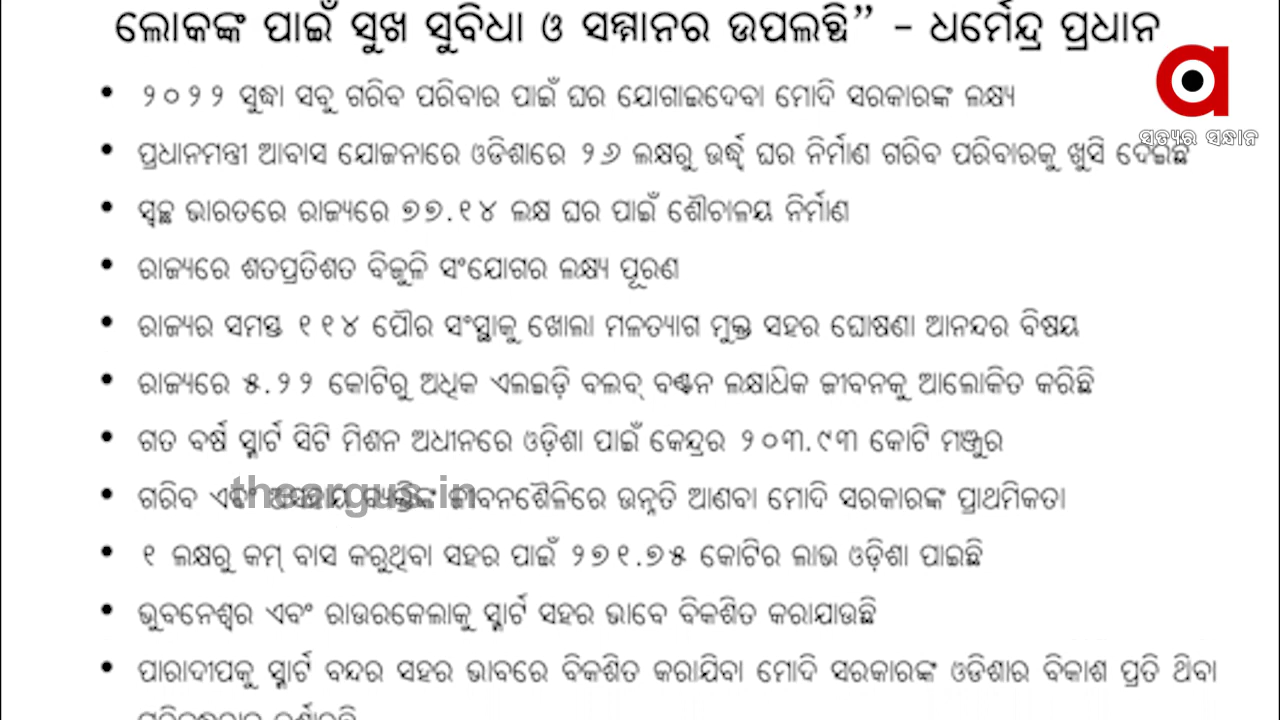 ଲୋକଙ୍କ ପାଇଁ ସୁଖ ସୁବିଧା ଓ ସମ୍ମାନର ଉପଲବ୍ଧି” – ଧର୍ମେନ୍ଦ୍ର ପ୍ରଧାନ
• ୨୦୨୨ ସୁଦ୍ଧା ସବୁ ଗରିବ ପରିବାର ପାଇଁ ଘର ଯୋଗାଇଦେବା ମୋଦି ସରକାରଙ୍କ ଲକ୍ଷ୍ୟ
ସତ୍ୟର ସନ୍ଧାନ
• ପ୍ରଧାନମନ୍ତ୍ରୀ ଆବାସ ଯୋଜନାରେ ଓଡିଶାରେ ୨୬ ଲକ୍ଷରୁ ଉର୍ଦ୍ଧ୍ୱ ଘର ନିର୍ମାଣ ଗରିବ ପରିବାରକୁ ଖୁସି ଦେଇଛି
• ସ୍ୱଚ୍ଛ ଭାରତରେ ରାଜ୍ୟରେ ୭୭.୧୪ ଲକ୍ଷ ଘର ପାଇଁ ଶୌଚାଳୟ ନିର୍ମାଣ
• ରାଜ୍ୟରେ ଶତପ୍ରତିଶତ ବିଜୁଳି ସଂଯୋଗର ଲକ୍ଷ୍ୟ ପୂରଣ
• ରାଜ୍ୟର ସମସ୍ତ ୧୧୪ ପୌର ସଂସ୍ଥାକୁ ଖୋଲା ମଳତ୍ୟାଗ ମୁକ୍ତ ସହର ଘୋଷଣା ଆନନ୍ଦର ବିଷୟ
• ରାଜ୍ୟରେ ୫.୨୨ କୋଟିରୁ ଅଧିକ ଏଲଇଡ଼ି ବଲବ୍ ବଣ୍ଟନ ଲକ୍ଷାଧିକ ଜୀବନକୁ ଆଲୋକିତ କରିଛି
• ଗତ ବର୍ଷ ସ୍ମାର୍ଟ ସିଟି ମିଶନ ଅଧୀନରେ ଓଡ଼ିଶା ପାଇଁ କେନ୍ଦ୍ରର ୨୦୩.୯୩ କୋଟି ମଞ୍ଜୁର
theargus.in
• ଗରିବ ଏବଂ ଜୀବନଶୈଳିରେ ଉନ୍ନତି ଆଣବା ମୋଦି ସରକାରଙ୍କ ପ୍ରାଥମିକତା
• ୧ ଲକ୍ଷରୁ କମ୍ ବାସ କରୁଥିବା ସହର ପାଇଁ ୨୭୧.୭୫ କୋଟିର ଲାଭ ଓଡ଼ିଶା ପାଇଛି
• ଭୁବନେଶ୍ୱର ଏବଂ ରାଉରକେଲାକୁ ସ୍ମାର୍ଟ ସହର ଭାବେ ବିକଶିତ କରାଯାଉଛି
• ପାରାଦୀପକୁ ସ୍ମାର୍ଟ ବନ୍ଦର ସହର ଭାବରେ ବିକଶିତ କରାଯିବା ମୋଦି ସରକାରଙ୍କ ଓଡିଶାର ବିକାଶ ପ୍ରତି ଥିବା